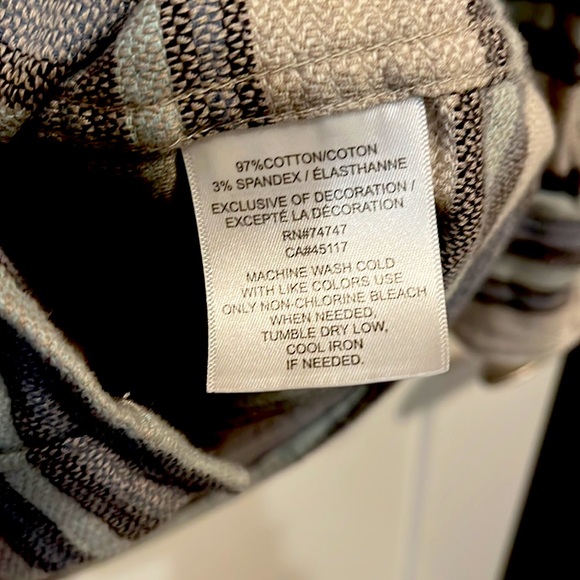 97%COTTON/COTON
3% SPANDEX / ÉLASTHANNE
EXCLUSIVE OF DECORATION /
EXCEPTÉ LA DÉCORATION
RN#74747
CA#45117
MACHINE WASH COLD
WITH LIKE COLORS USE
ONLY NON-CHLORINE BLEACH
WHEN NEEDED,
TUMBLE DRY LOW,
COOL IRON
IF NEEDED.